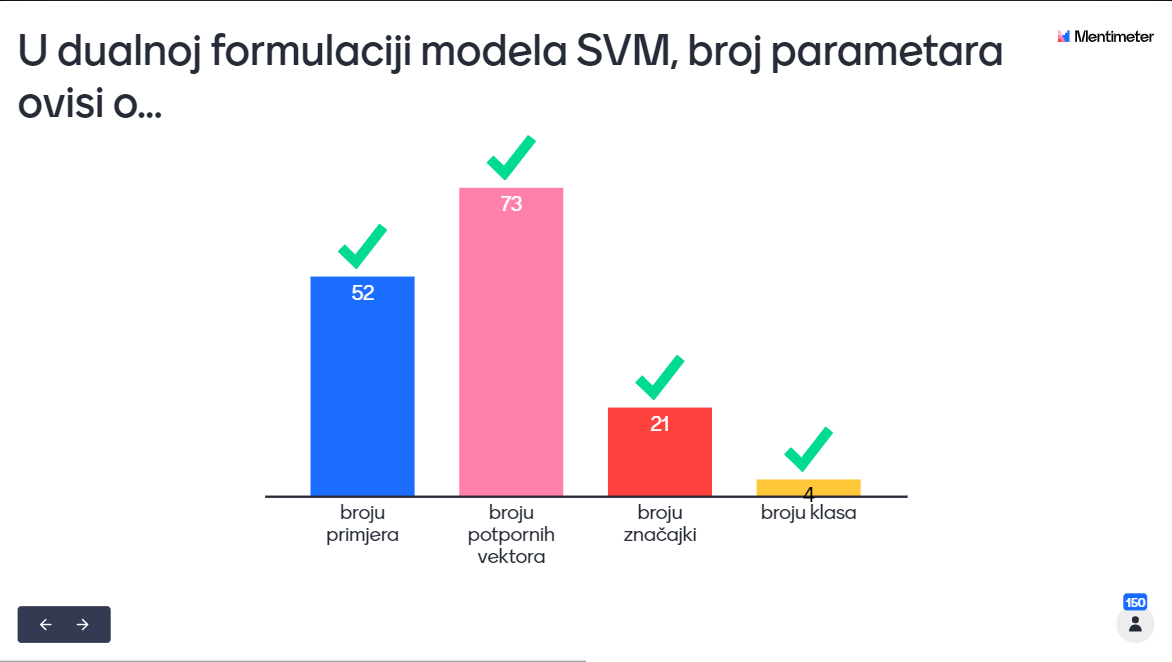 U dualnoj formulaciji modela SVM, broj parametara
ovisi o...
Mentimeter
52
73
21
4
broju
primjera
broju
potpornih
vektora
broju
značajki
broju klasa
150